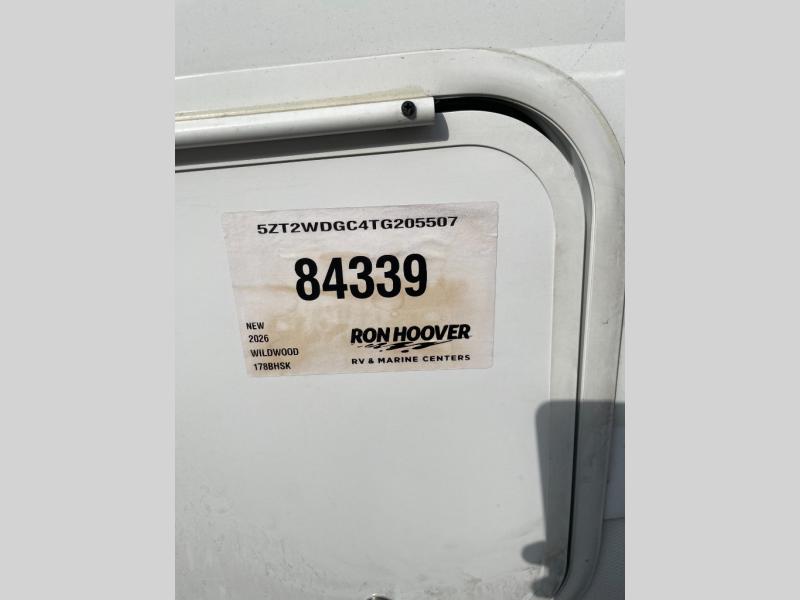 5ZT2WDGC4TG205507
84339
NEW
2026
WILDWOOD
178BHSK
RON HOOVER
RV & MARINE CENTERS